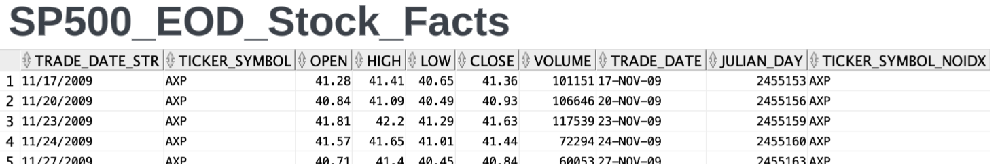 SP500_EOD_Stock_Facts
TRADE_DATE_STR TICKER_SYMBOL OPEN HIGH LOW CLOSE VOLUME TRADE_DATE JULIAN_DAY TICKER_SYMBOL_NOIDX
1 11/17/2009 AXP 41.28 41.41 40.65 41.36 101151 17-NOV-09 2455153 AXP
2 11/20/2009 AXP 40.84 41.09 40.49 40.93 106646 20-NOV-09 2455156 AXP
3 11/23/2009 AXP 41.81 42.2 41.29 41.63 117539 23-NOV-09 2455159 AXP
4 11/24/2009 AXP 41.57 41.65 41.01 41.44 72294 24-NOV-09 2455160 AXP
5 11/27/2009 AXP 40.71 41.4 40.45 40.84 60053 27-NOV-09 2455163 AXP